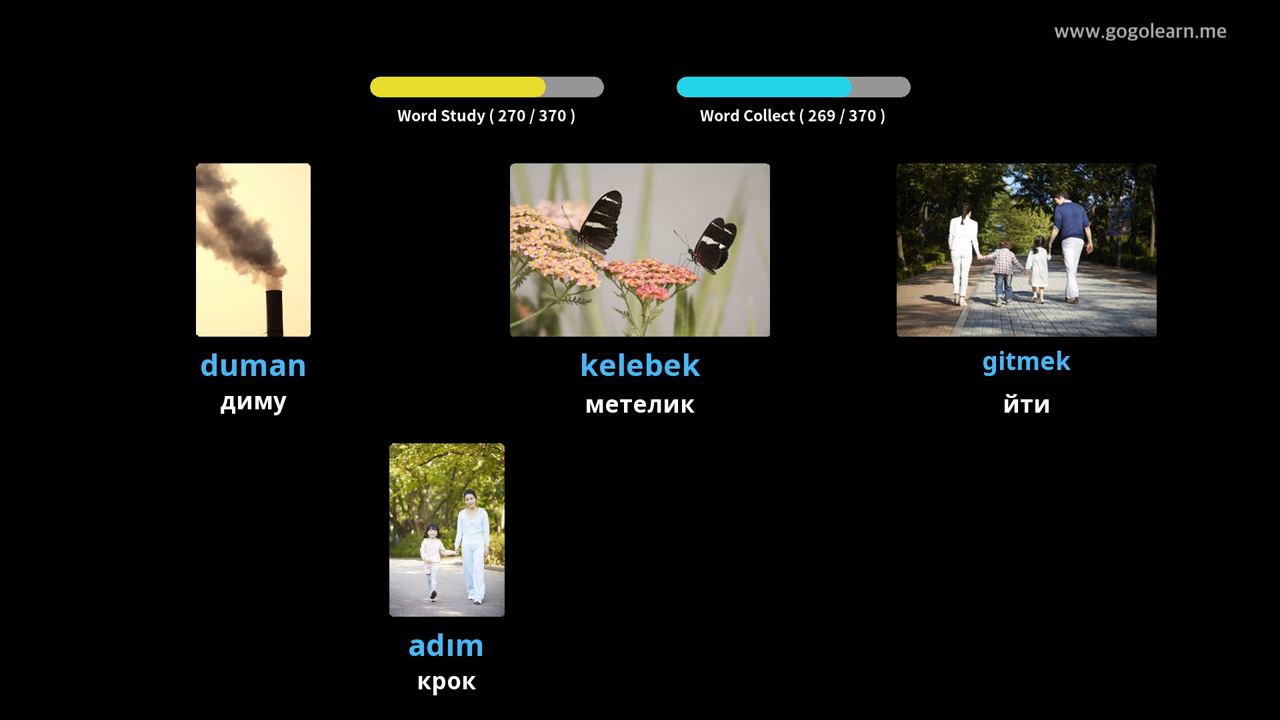 www.gogolearn.me
Word Study ( 270 / 370 )
Word Collect ( 269 / 370 )
duman
диму
kelebek
метелик
gitmek
йти
adım
крок